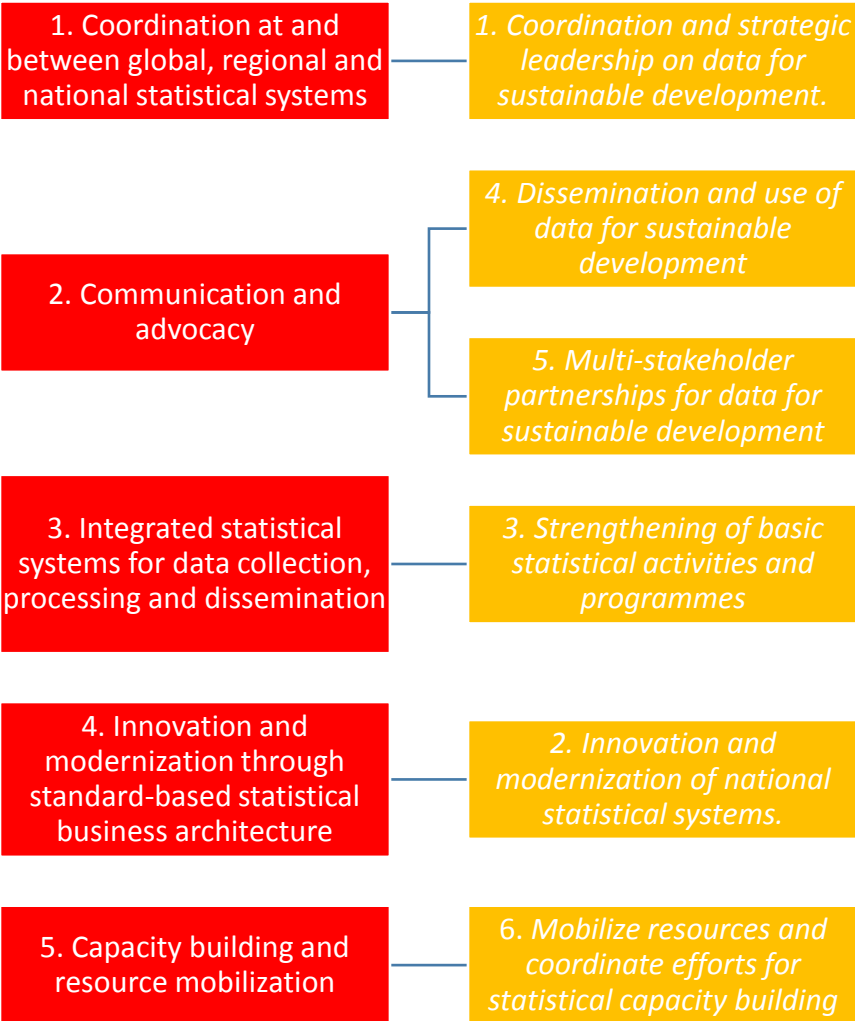 1. Coordination at and
between global, regional and
national statistical systems
1. Coordination and strategic
leadership on data for
sustainable development.
2. Communication and
advocacy
4. Dissemination and use of
data for sustainable
development
5. Multi-stakeholder
partnerships for data for
sustainable development
3. Integrated statistical
systems for data collection,
processing and dissemination
3. Strengthening of basic
statistical activities and
programmes
4. Innovation and
modernization through
standard-based statistical
business architecture
2. Innovation and
modernization of national
statistical systems.
5. Capacity building and
resource mobilization
6. Mobilize resources and
coordinate efforts for
statistical capacity building